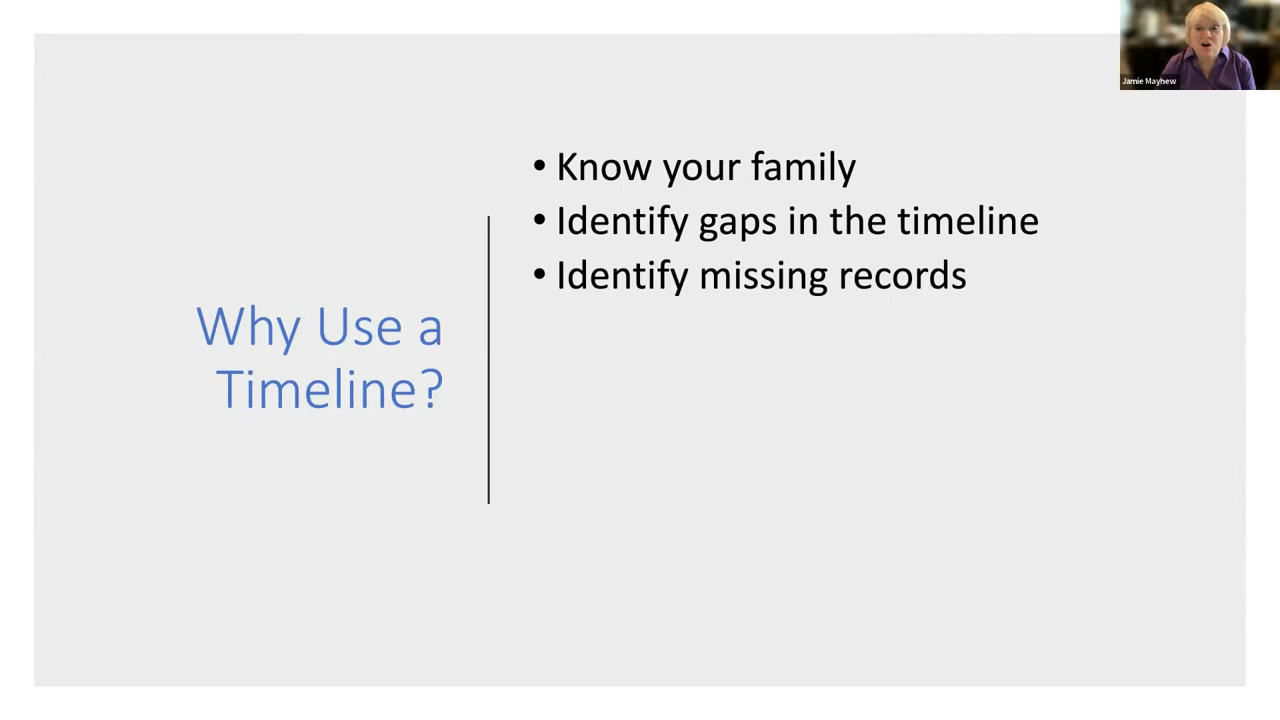 Jamie Mayhew
• Know your family
• Identify gaps in the timeline
• Identify missing records
Why Use a
Timeline?